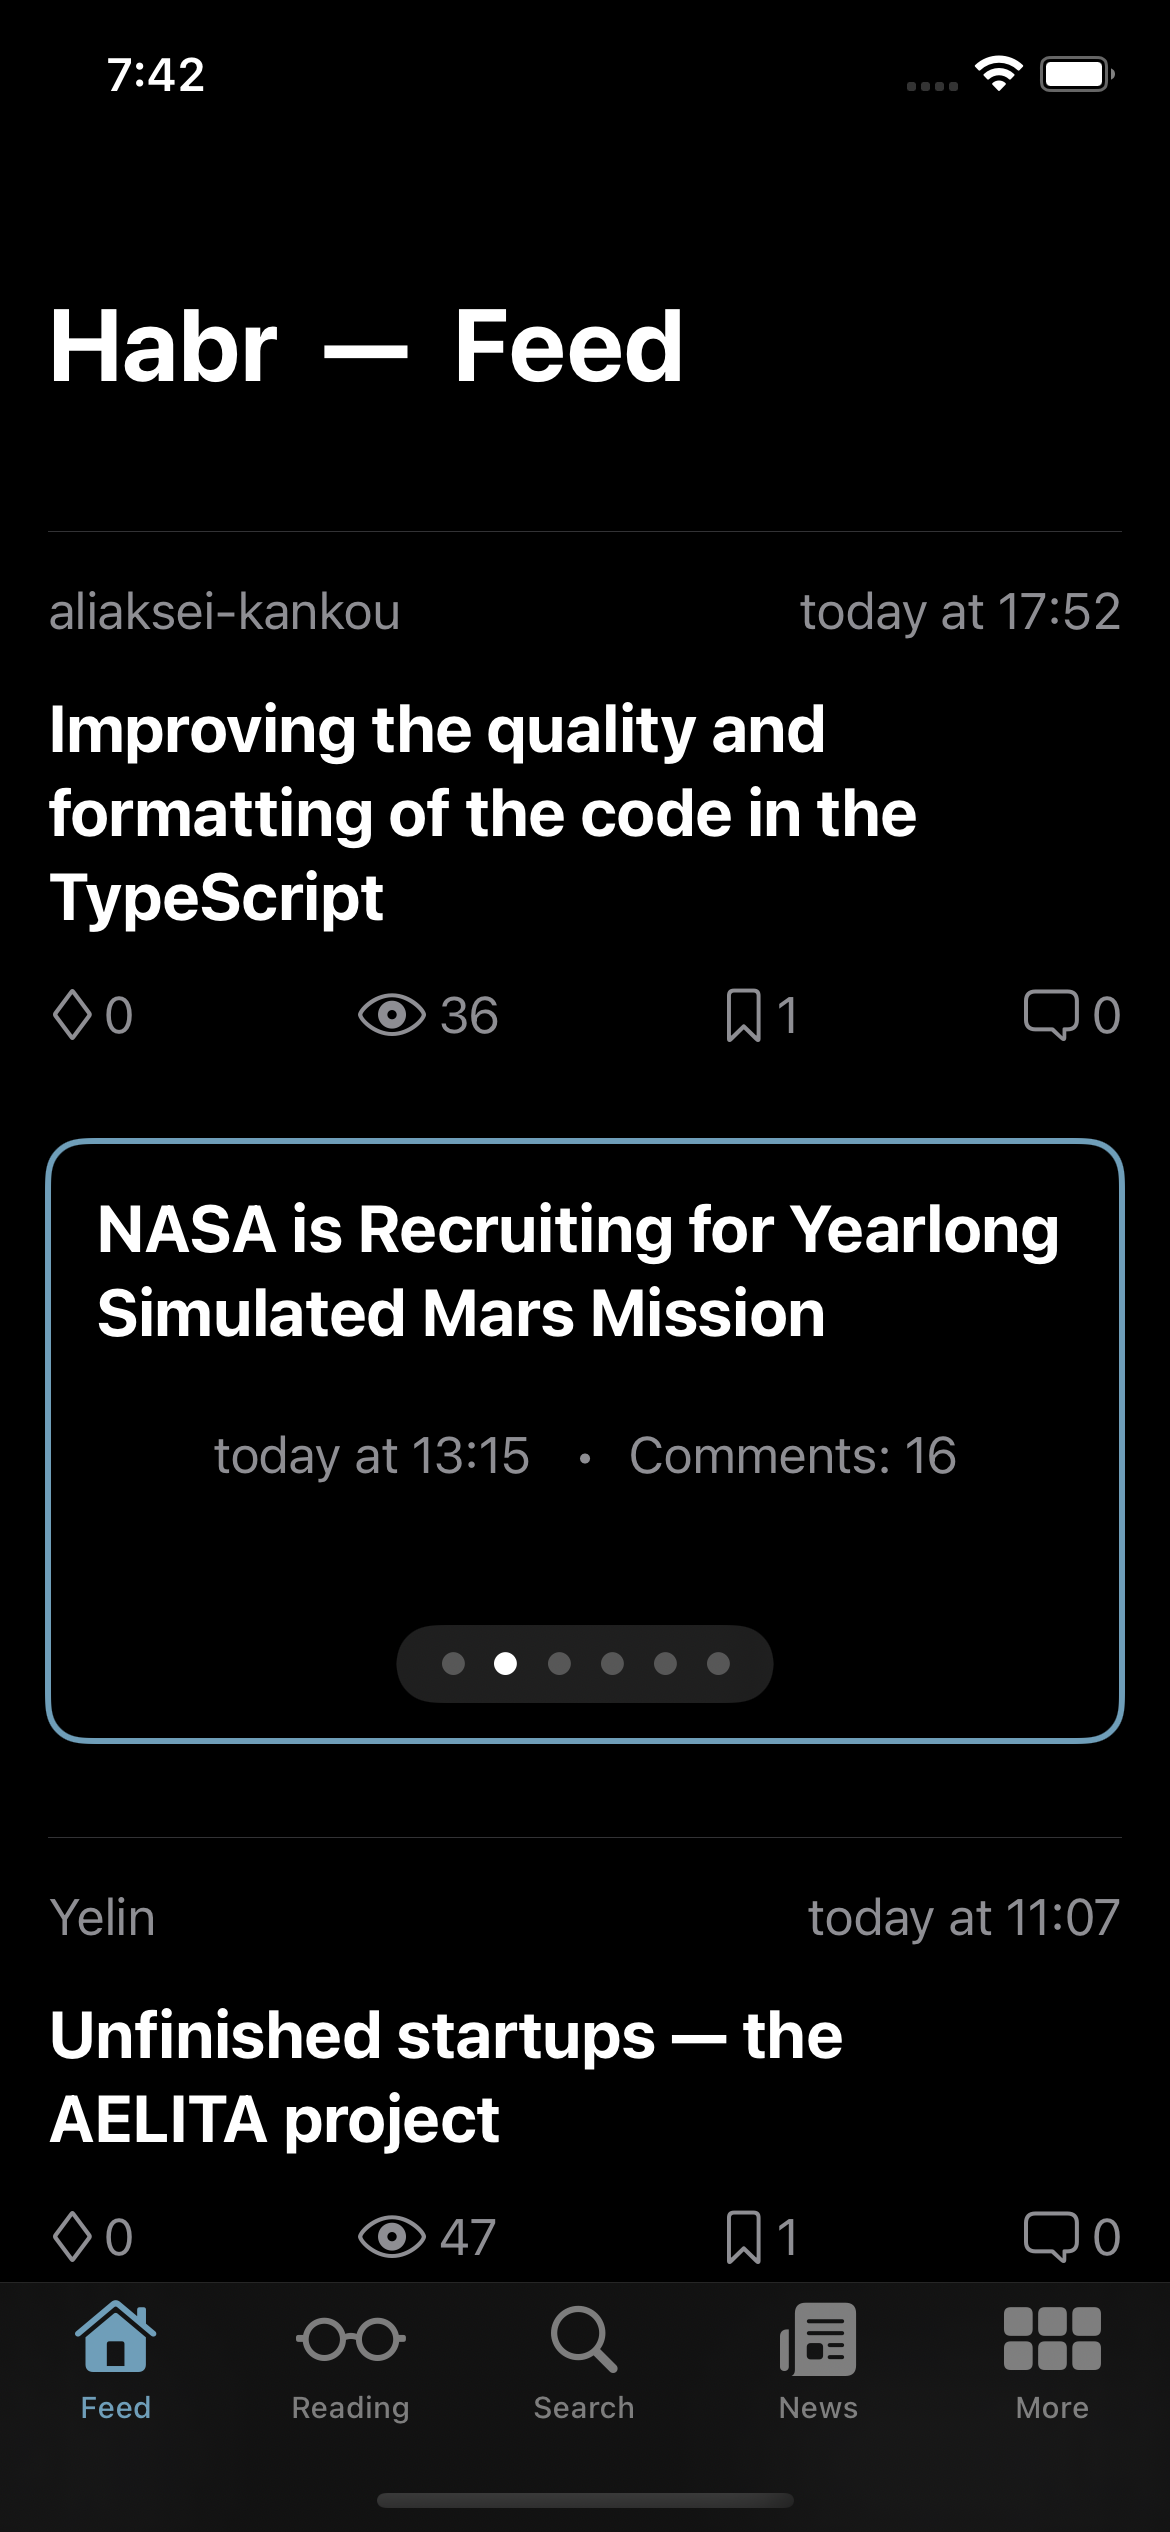 7:42
Habr — Feed
aliaksei-kankou today at 17:52
Improving the quality and
formatting of the code in the
TypeScript
0 36 1 0
NASA is Recruiting for Yearlong
Simulated Mars Mission
today at 13:15 • Comments: 16
Yelin today at 11:07
Unfinished startups — the
AELITA project
0 47 1 0
Feed Reading Search News More